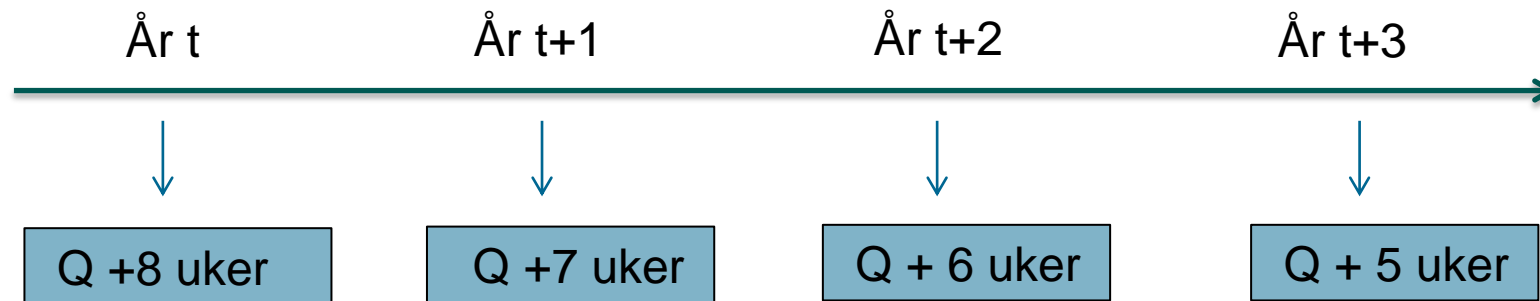 År t År t+1 År t+2 År t+3
Q +8 uker Q +7 uker Q + 6 uker Q + 5 uker